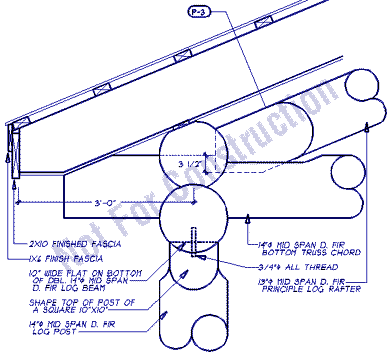 P-3
Not For Construction
3 1/2"
3'-0"
2X10 FINISHED FASCIA
1X6 FINISH FASCIA
10" WIDE FLAT ON BOTTOM
OF DBL. 14"⌀ MID SPAN
D. FIR LOG BEAM
SHAPE TOP OF POST OF
A SQUARE 10"X10"
14"⌀ MID SPAN D. FIR
LOG POST
14"⌀ MID SPAN D. FIR
BOTTOM TRUSS CHORD
3/4"⌀ ALL THREAD
13"⌀ MID SPAN D. FIR
PRINCIPLE LOG RAFTER